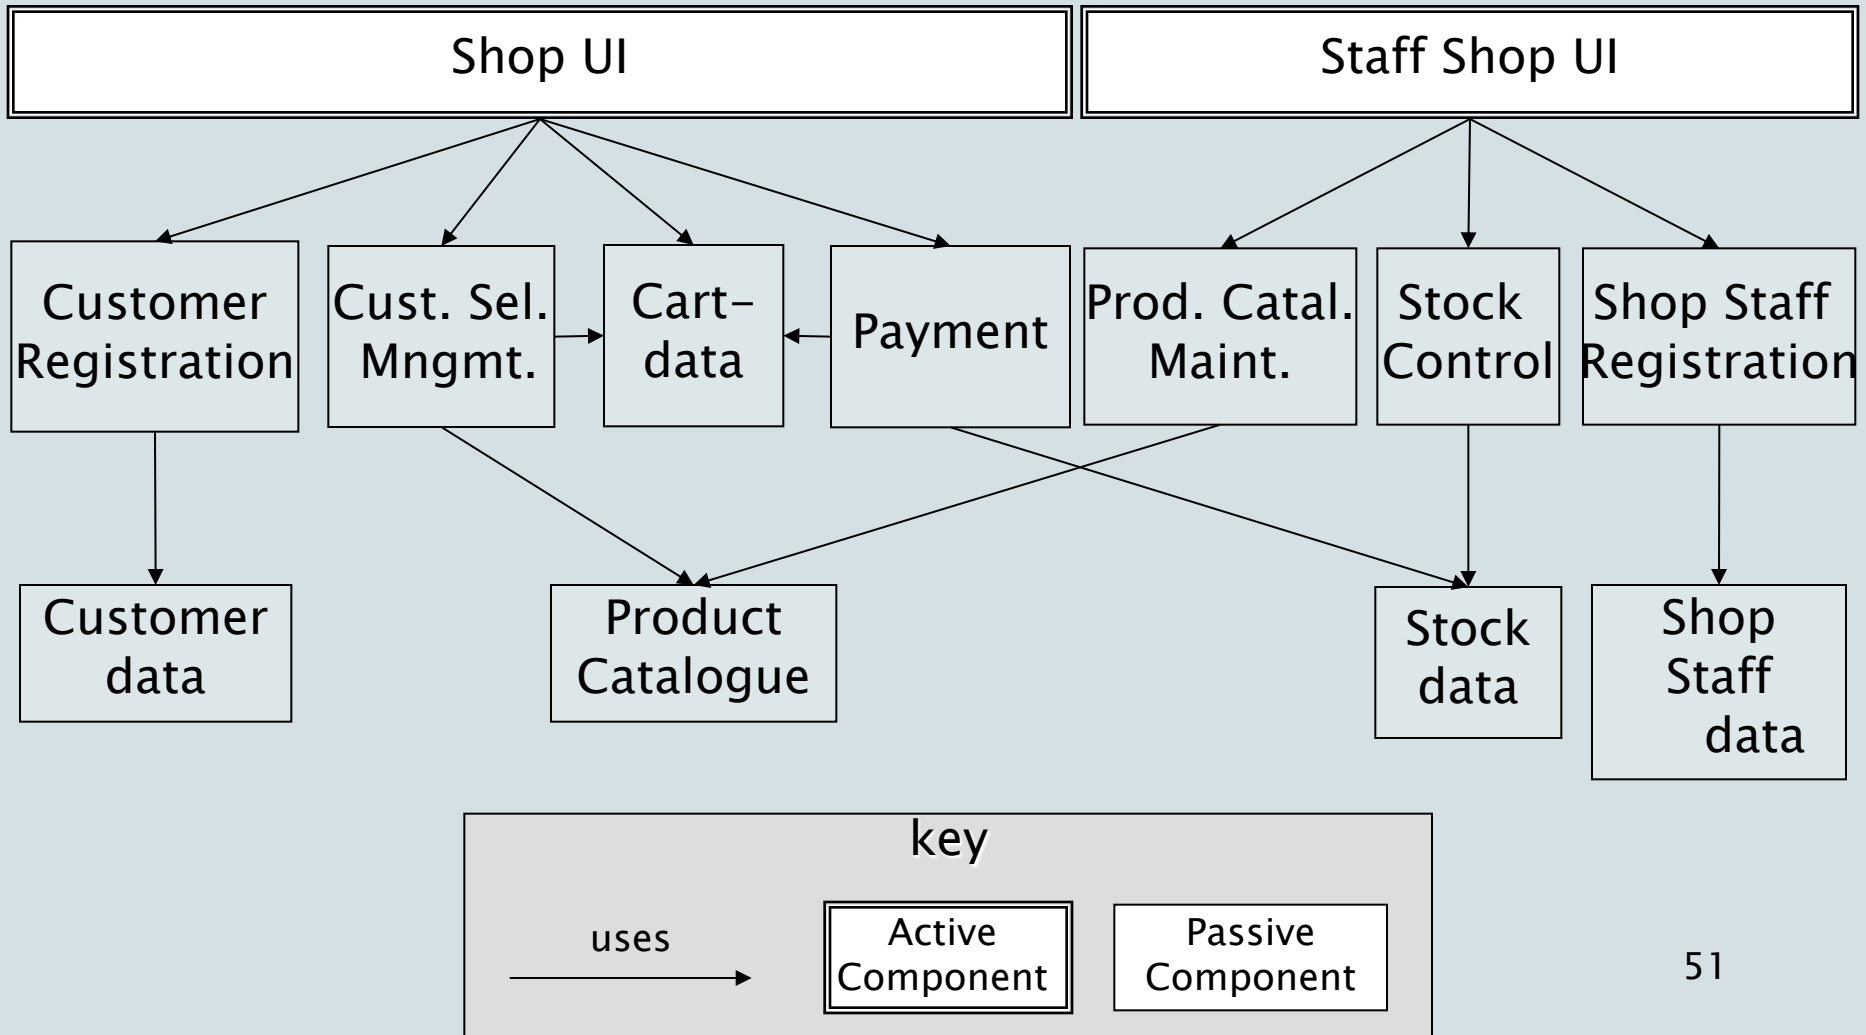 Shop UI
Staff Shop UI
Customer
Registration
Cust. Sel.
Mngmt.
Cart-
data
Payment
Prod. Catal.
Maint.
Stock
Control
Shop Staff
Registration
Customer
data
Product
Catalogue
Stock
data
Shop
Staff
data
key
uses
Active
Component
Passive
Component
51